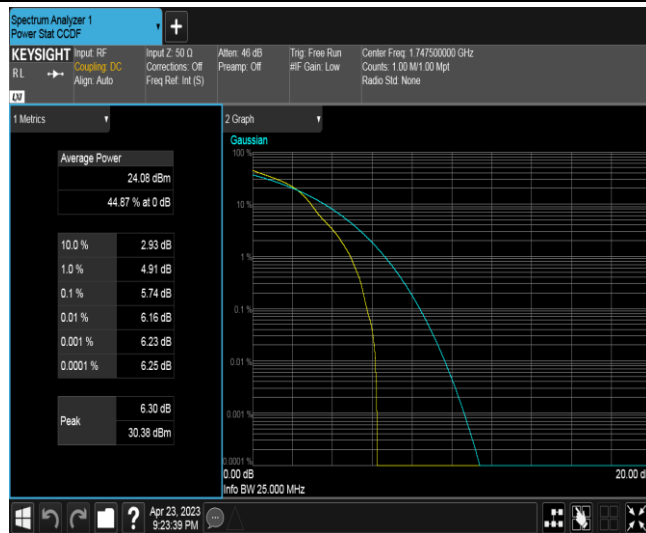 Spectrum Analyzer 1
Power Stat CCDF
+
KEYSIGHT
RL
Input: RF
Coupling: DC
Align: Auto
Input Z: 50 Ω
Corrections: Off
Freq Ref: Int (S)
Atten: 46 dB
Preamp: Off
Trig: Free Run
#IF Gain: Low
Center Freq: 1.747500000 GHz
Counts: 1.00 M/1.00 Mpt
Radio Std: None
1 Metrics
Average Power
24.08 dBm
44.87 % at 0 dB
10.0 % 2.93 dB
1.0 % 4.91 dB
0.1 % 5.74 dB
0.01 % 6.16 dB
0.001 % 6.23 dB
0.0001 % 6.25 dB
Peak
6.30 dB
30.38 dBm
2 Graph
Gaussian
100 %
10 %
1 %
0.1 %
0.01 %
0.001 %
0.0001 %
0.00 dB 20.00 d
Info BW 25.000 MHz
?
Apr 23, 2023
9:23:39 PM